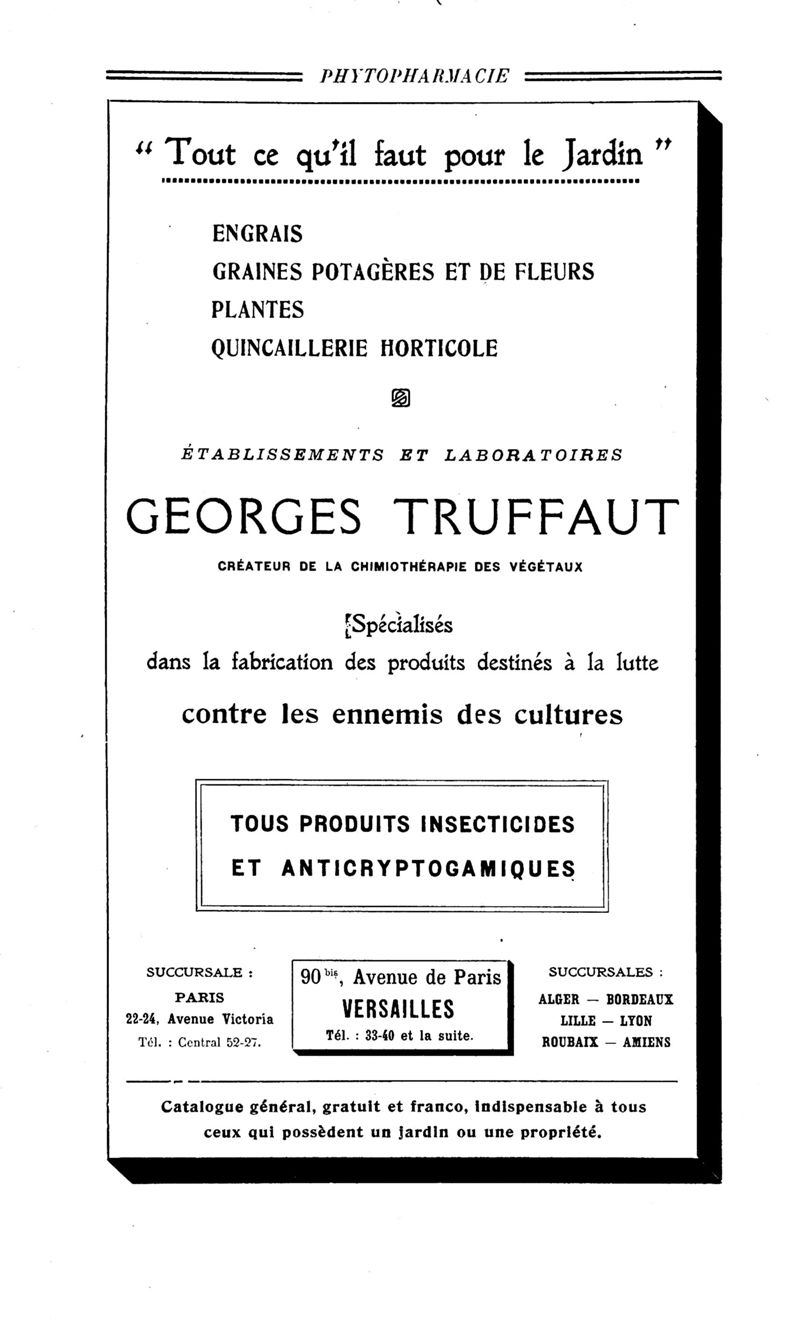 PHYTOPHARMACIE
“ Tout ce qu'il faut pour le Jardin ”
ENGRAIS
GRAINES POTAGÈRES ET DE FLEURS
PLANTES
QUINCAILLERIE HORTICOLE
ÉTABLISSEMENTS ET LABORATOIRES
GEORGES TRUFFAUT
CRÉATEUR DE LA CHIMIOTHÉRAPIE DES VÉGÉTAUX
Spécialisés
dans la fabrication des produits destinés à la lutte
contre les ennemis des cultures
TOUS PRODUITS INSECTICIDES
ET ANTICRYPTOGAMIQUES
SUCCURSALE :
PARIS
22-24, Avenue Victoria
Tél. : Central 52-27.
90 bis, Avenue de Paris
VERSAILLES
Tél. : 33-40 et la suite.
SUCCURSALES :
ALGER — BORDEAUX
LILLE — LYON
ROUBAIX — AMIENS
Catalogue général, gratuit et franco, indispensable à tous
ceux qui possèdent un jardin ou une propriété.